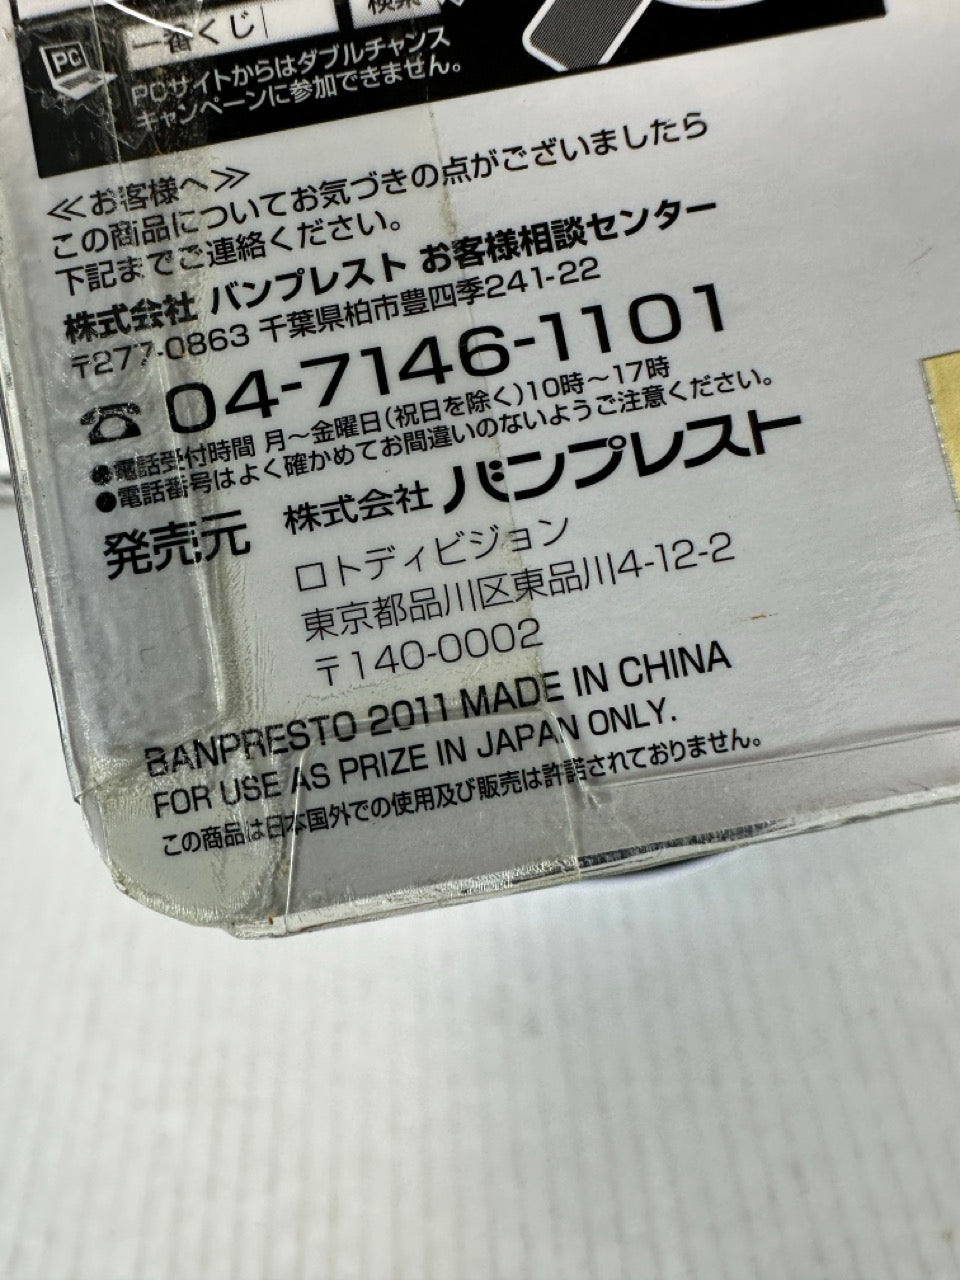 一番くじ 検索
PC
PCサイトからはダブルチャンス
キャンペーンに参加できません。
≪お客様へ≫
この商品についてお気づきの点がございましたら
下記までご連絡ください。
株式会社 バンプレスト お客様相談センター
〒277-0863 千葉県柏市豊四季241-22
☎04-7146-1101
●電話受付時間 月～金曜日(祝日を除く)10時～17時
●電話番号はよく確かめてお間違いのないようご注意ください。
発売元 株式会社 バンプレスト
ロトディビジョン
東京都品川区東品川4-12-2
〒140-0002
BANPRESTO 2011 MADE IN CHINA
FOR USE AS PRIZE IN JAPAN ONLY.
この商品は日本国外での使用及び販売は許諾されておりません。